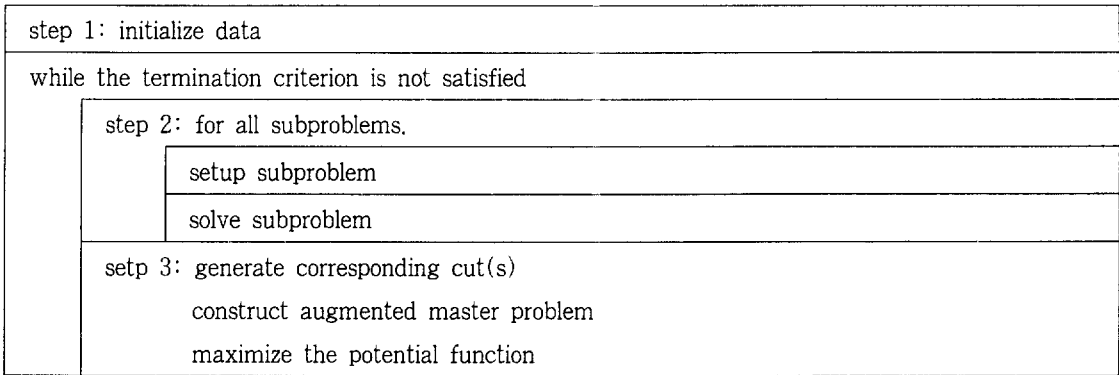 step 1: initialize data
while the termination criterion is not satisfied
step 2: for all subproblems.
setup subproblem
solve subproblem
setp 3: generate corresponding cut(s)
construct augmented master problem
maximize the potential function